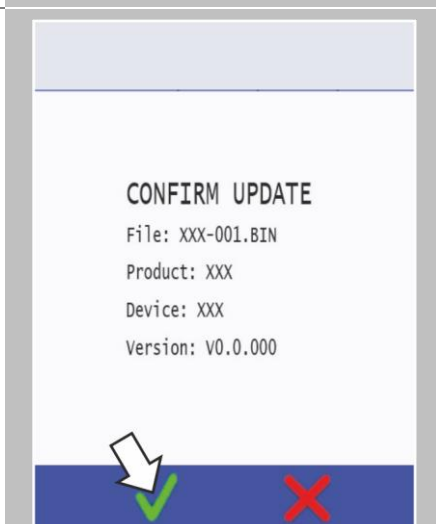 CONFIRM UPDATE
File: XXX-001.BIN
Product: XXX
Device: XXX
Version: V0.0.000